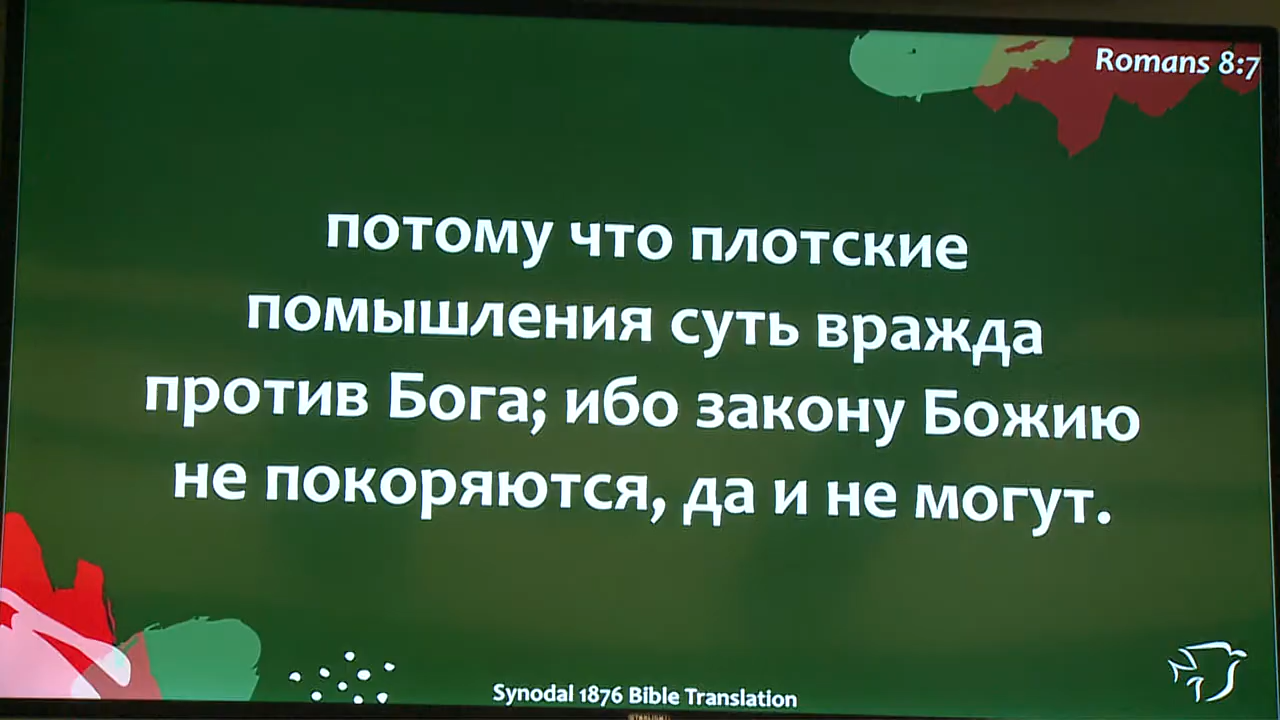 Romans 8:7
потому что плотские
помышления суть вражда
против Бога; ибо закону Божию
не покоряются, да и не могут.
Synodal 1876 Bible Translation